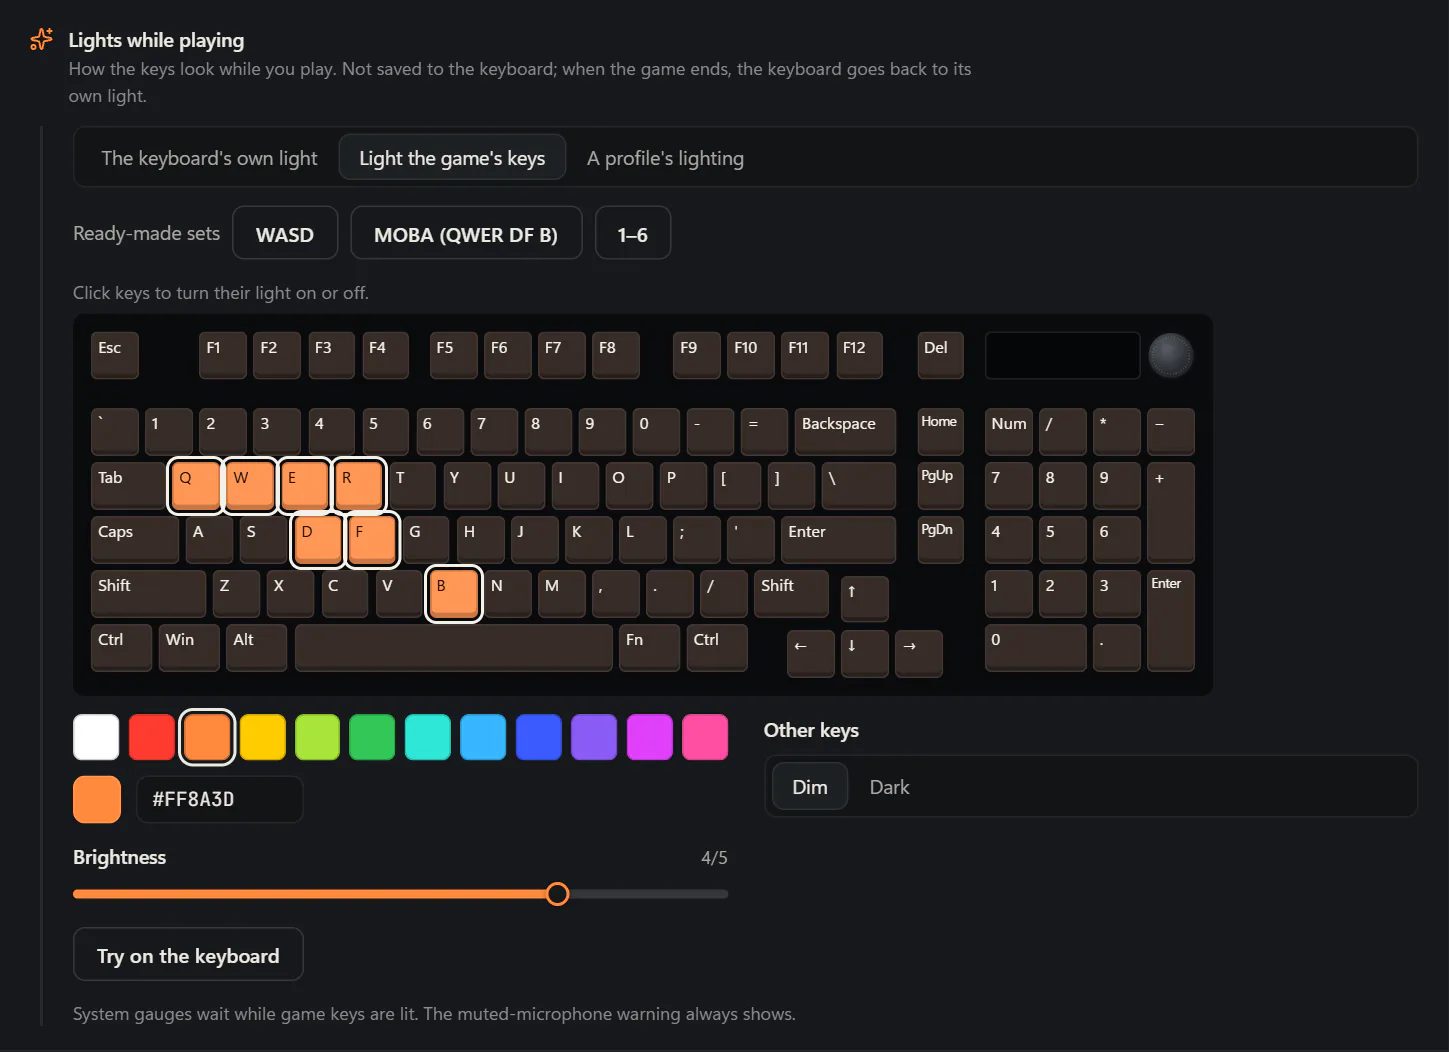 Lights while playing
How the keys look while you play. Not saved to the keyboard; when the game ends, the keyboard goes back to its
own light.
The keyboard's own light Light the game's keys A profile's lighting
Ready-made sets WASD MOBA (QWER DF B) 1–6
Click keys to turn their light on or off.
Esc F1 F2 F3 F4 F5 F6 F7 F8 F9 F10 F11 F12 Del
` 1 2 3 4 5 6 7 8 9 0 - = Backspace Home Num / * −
Tab Q W E R T Y U I O P [ ] \ PgUp 7 8 9 +
Caps A S D F G H J K L ; ' Enter PgDn 4 5 6
Shift Z X C V B N M , . / Shift ↑ 1 2 3 Enter
Ctrl Win Alt Fn Ctrl ← ↓ → 0 .
Other keys
Dim Dark
#FF8A3D
Brightness 4/5
Try on the keyboard
System gauges wait while game keys are lit. The muted-microphone warning always shows.